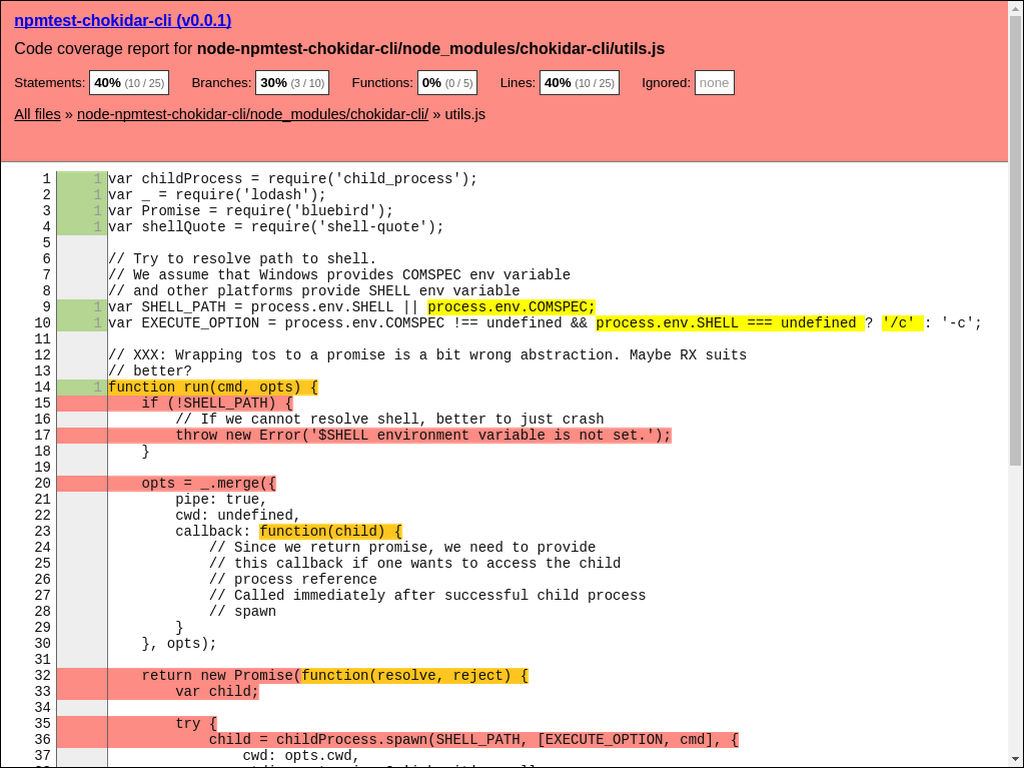 npmtest-chokidar-cli (v0.0.1)
Code coverage report for node-npmtest-chokidar-cli/node_modules/chokidar-cli/utils.js
Statements: 40% (10 / 25) Branches: 30% (3 / 10) Functions: 0% (0 / 5) Lines: 40% (10 / 25) Ignored: none
All files » node-npmtest-chokidar-cli/node_modules/chokidar-cli/ » utils.js
1 1 var childProcess = require('child_process');
2 1 var _ = require('lodash');
3 1 var Promise = require('bluebird');
4 1 var shellQuote = require('shell-quote');
5
6 // Try to resolve path to shell.
7 // We assume that Windows provides COMSPEC env variable
8 // and other platforms provide SHELL env variable
9 1 var SHELL_PATH = process.env.SHELL || process.env.COMSPEC;
10 1 var EXECUTE_OPTION = process.env.COMSPEC !== undefined && process.env.SHELL === undefined ? '/c' : '-c';
11
12 // XXX: Wrapping tos to a promise is a bit wrong abstraction. Maybe RX suits
13 // better?
14 1 function run(cmd, opts) {
15 if (!SHELL_PATH) {
16 // If we cannot resolve shell, better to just crash
17 throw new Error('$SHELL environment variable is not set.');
18 }
19
20 opts = _.merge({
21 pipe: true,
22 cwd: undefined,
23 callback: function(child) {
24 // Since we return promise, we need to provide
25 // this callback if one wants to access the child
26 // process reference
27 // Called immediately after successful child process
28 // spawn
29 }
30 }, opts);
31
32 return new Promise(function(resolve, reject) {
33 var child;
34
35 try {
36 child = childProcess.spawn(SHELL_PATH, [EXECUTE_OPTION, cmd], {
37 cwd: opts.cwd,